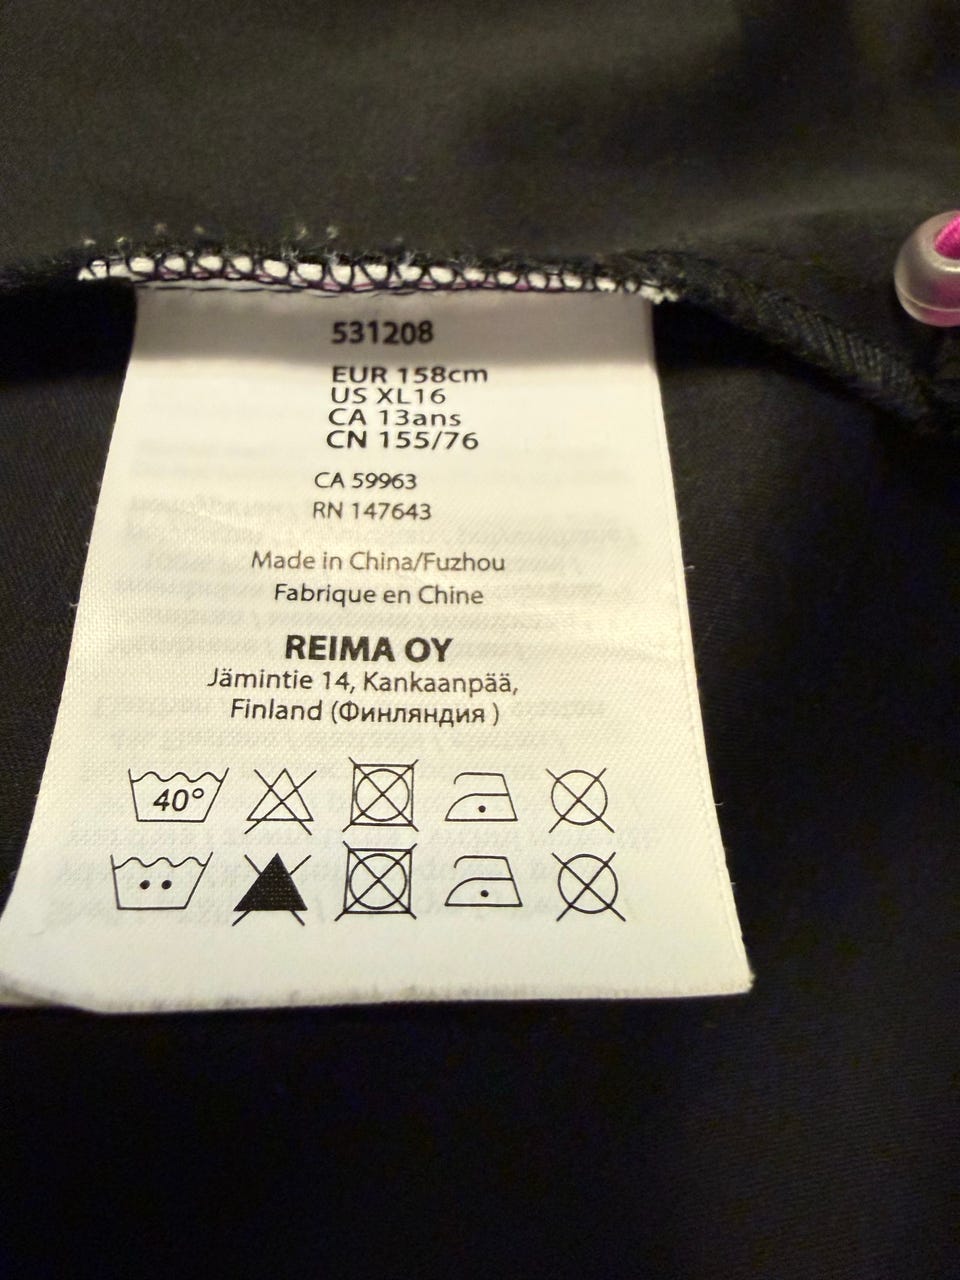 531208
EUR 158cm
US XL16
CA 13ans
CN 155/76
CA 59963
RN 147643
Made in China/Fuzhou
Fabrique en Chine
REIMA OY
Jämintie 14, Kankaanpää,
Finland (Финляндия )
40°